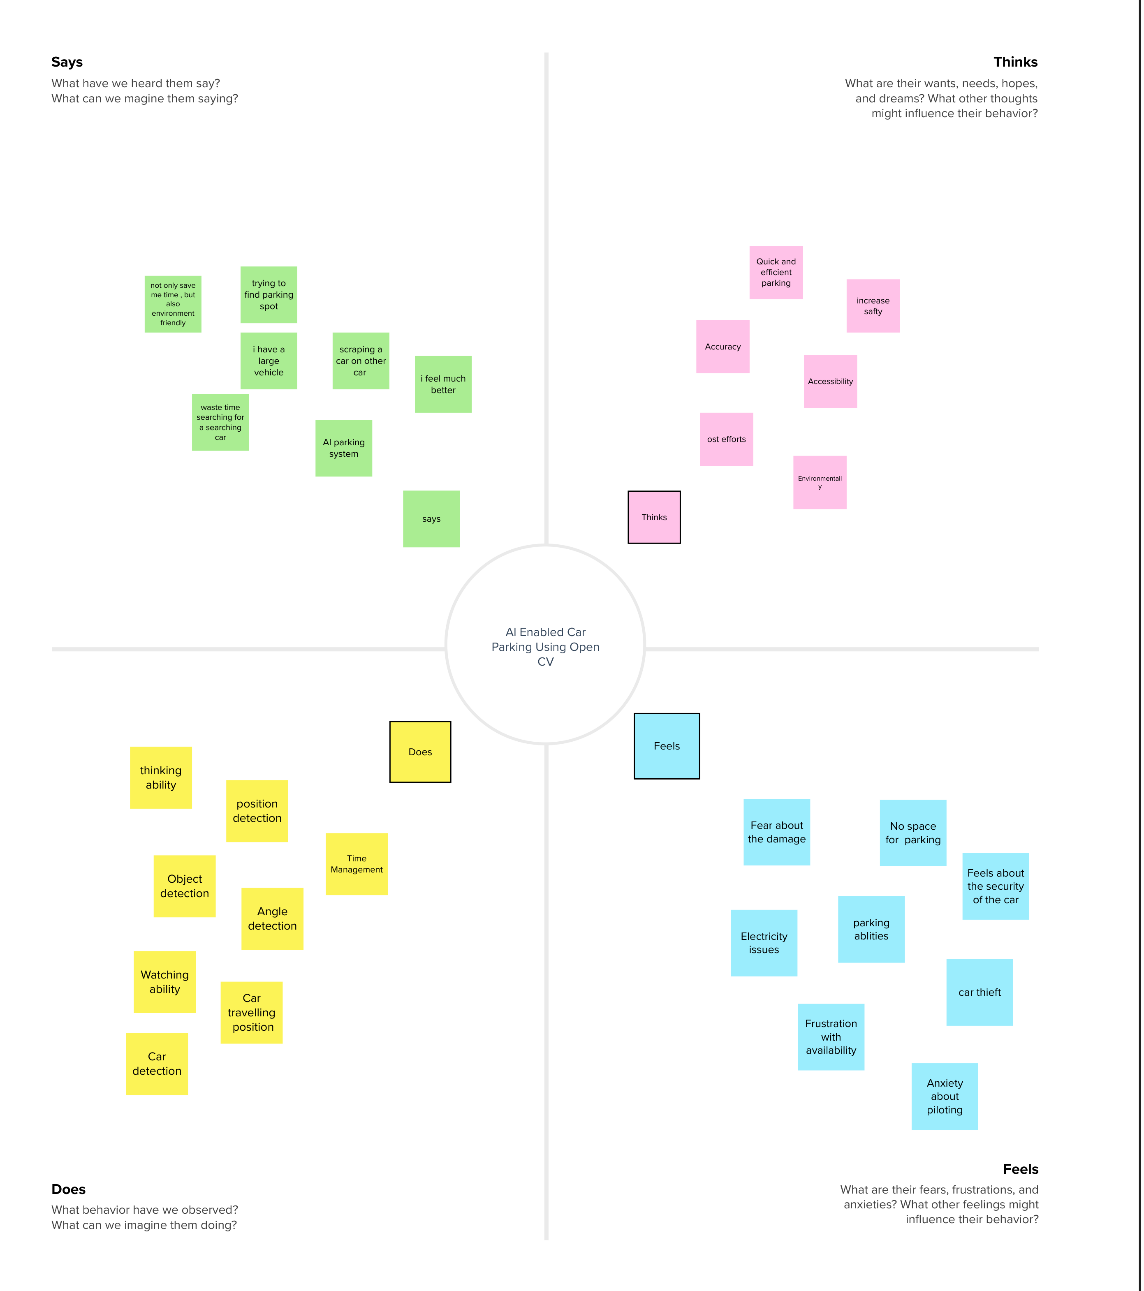 Says
What have we heard them say?
What can we magine them saying?
Thinks
What are their wants, needs, hopes,
and dreams? What other thoughts
might influence their behavior?
not only save
me time , but
also
environment
friendly
trying to
find parking
spot
i have a
large
vehicle
scraping a
car on other
car
i feel much
better
waste time
searching for
a searching
car
AI parking
system
says
Quick and
efficient
parking
increase
safty
Accuracy
Accessibility
ost efforts
Environmentall
y
Thinks
AI Enabled Car
Parking Using Open
CV
Does
thinking
ability
position
detection
Time
Management
Object
detection
Angle
detection
Watching
ability
Car
travelling
position
Car
detection
Feels
Fear about
the damage
No space
for parking
Feels about
the security
of the car
Electricity
issues
parking
ablities
car thieft
Frustration
with
availability
Anxiety
about
piloting
Does
What behavior have we observed?
What can we imagine them doing?
Feels
What are their fears, frustrations, and
anxieties? What other feelings might
influence their behavior?